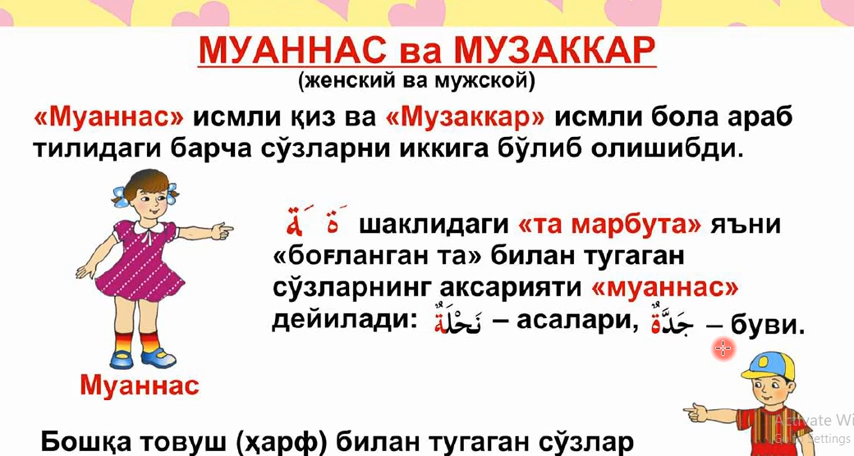 МУАННАС ва МУЗАККАР
(женский ва мужской)
«Муаннас» исмли қиз ва «Музаккар» исмли бола араб
тилидаги барча сўзларни иккига бўлиб олишибди.
ـَة َة шаклидаги «та марбута» яъни
«боғланган та» билан тугаган
сўзларнинг аксарияти «муаннас»
дейилади: نَحْلَةٌ – асалари, جَدَّةٌ – буви.
Муаннас
Бошқа товуш (ҳарф) билан тугаган сўзлар